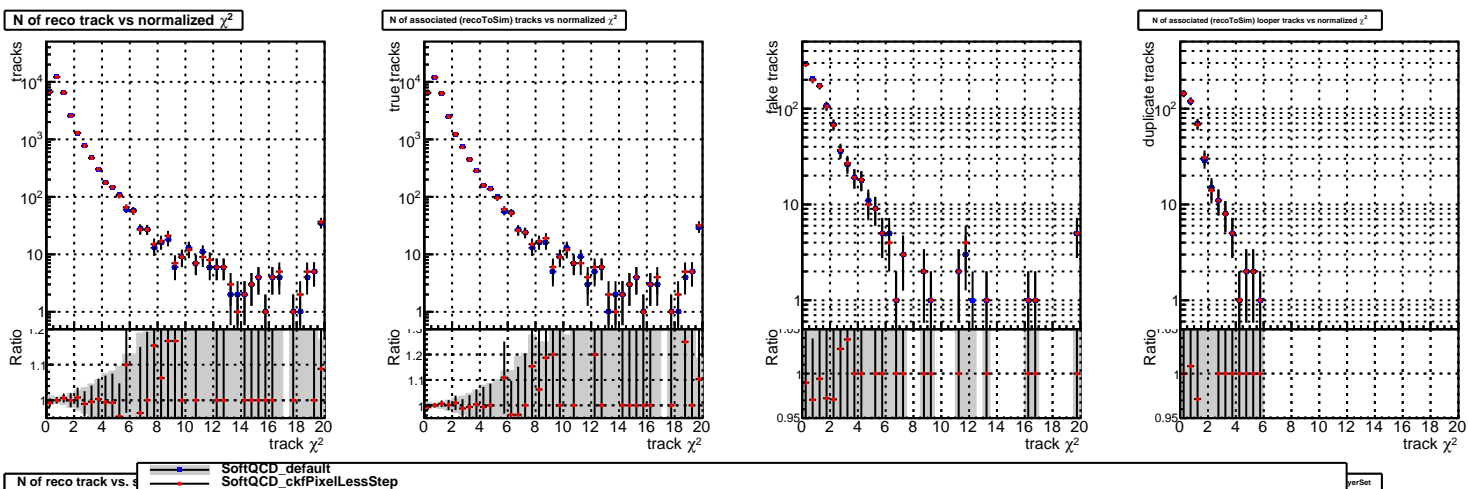 N of reco track vs normalized χ²
N of associated (recoToSim) tracks vs normalized χ²
N of associated (recoToSim) looper tracks vs normalized χ²
tracks
10⁴
10³
10²
10
1
Ratio
1.2
1.1
1
0 2 4 6 8 10 12 14 16 18 20
track χ²
true tracks
10⁴
10³
10²
10
1
Ratio
1.2
1.1
1
0 2 4 6 8 10 12 14 16 18 20
track χ²
fake tracks
10²
10
1
Ratio
1
0.95
0 2 4 6 8 10 12 14 16 18 20
track χ²
duplicate tracks
10²
10
1
Ratio
1
0.95
0 2 4 6 8 10 12 14 16 18 20
track χ²
SoftQCD_default
SoftQCD_ckfPixelLessStep
N of reco track vs. s
yerSet